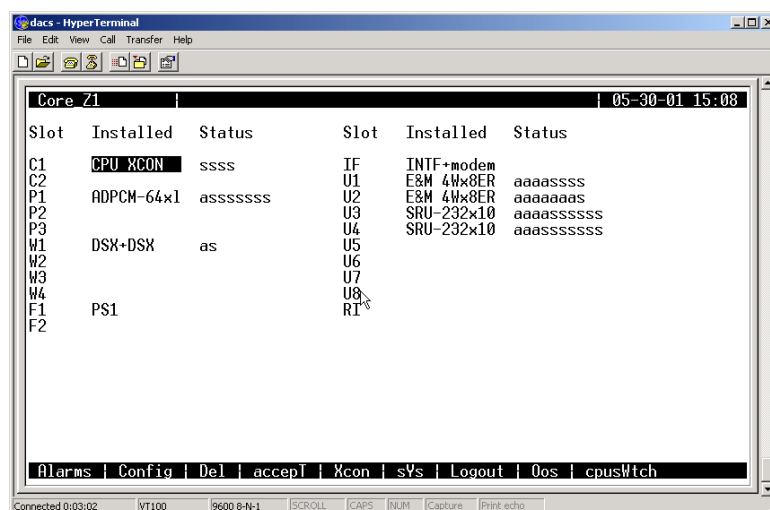 dacs - HyperTerminal
File Edit View Call Transfer Help
Core_Z1 | | 05-30-01 15:08
Slot Installed Status Slot Installed Status
C1 CPU XCON ssss IF INTF+modem
C2 U1 E&M 4Wx8ER aaaassss
P1 ADPCM-64xl asssssss U2 E&M 4Wx8ER aaaaaaas
P2 U3 SRU-232x10 aaaassssss
P3 U4 SRU-232x10 aaasssssss
W1 DSX+DSX as U5
W2 U6
W3 U7
W4 U8
F1 PS1 RI
F2
Alarms | Config | Del | accepT | Xcon | sYs | Logout | Oos | cpusWtch
Connected 0:03:02 VT100 9600 8-N-1 SCROLL CAPS NUM Capture Print echo